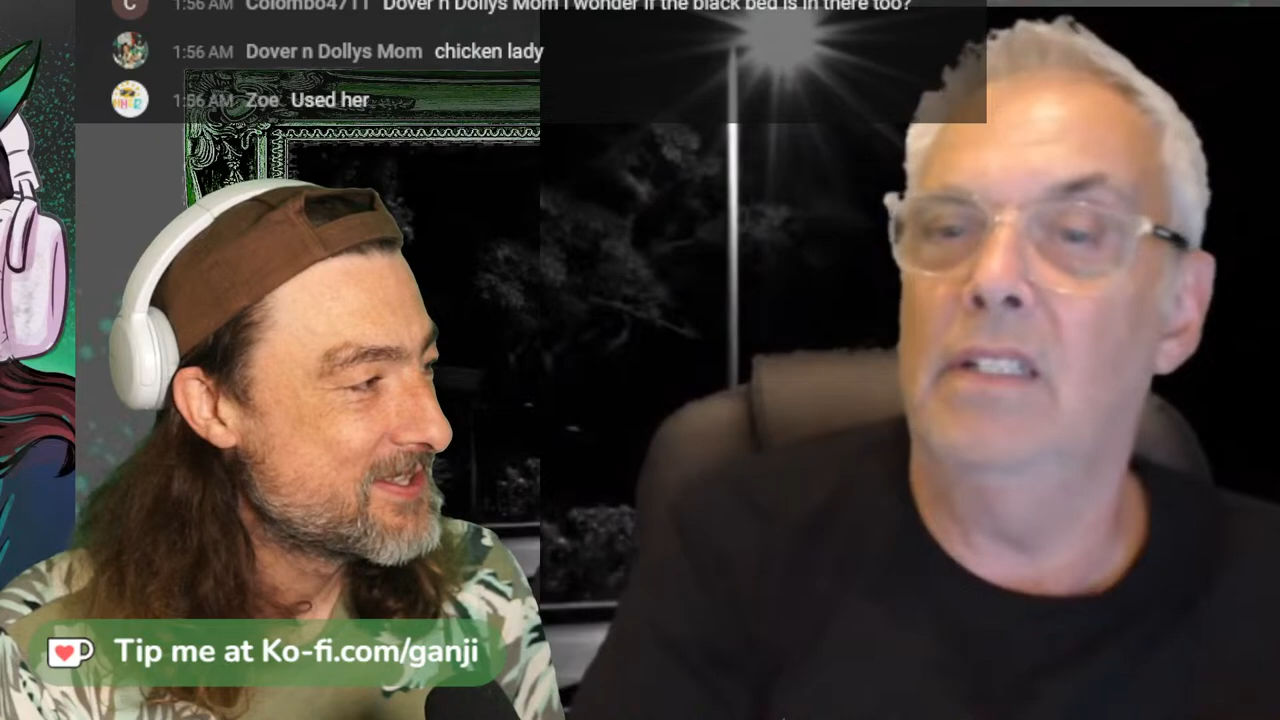 C 1:56 AM Colombo4711 Dover n Dollys Mom I wonder if the black bed is in there too?
1:56 AM Dover n Dollys Mom chicken lady
1:56 AM Zoe Used her
Tip me at Ko-fi.com/ganji